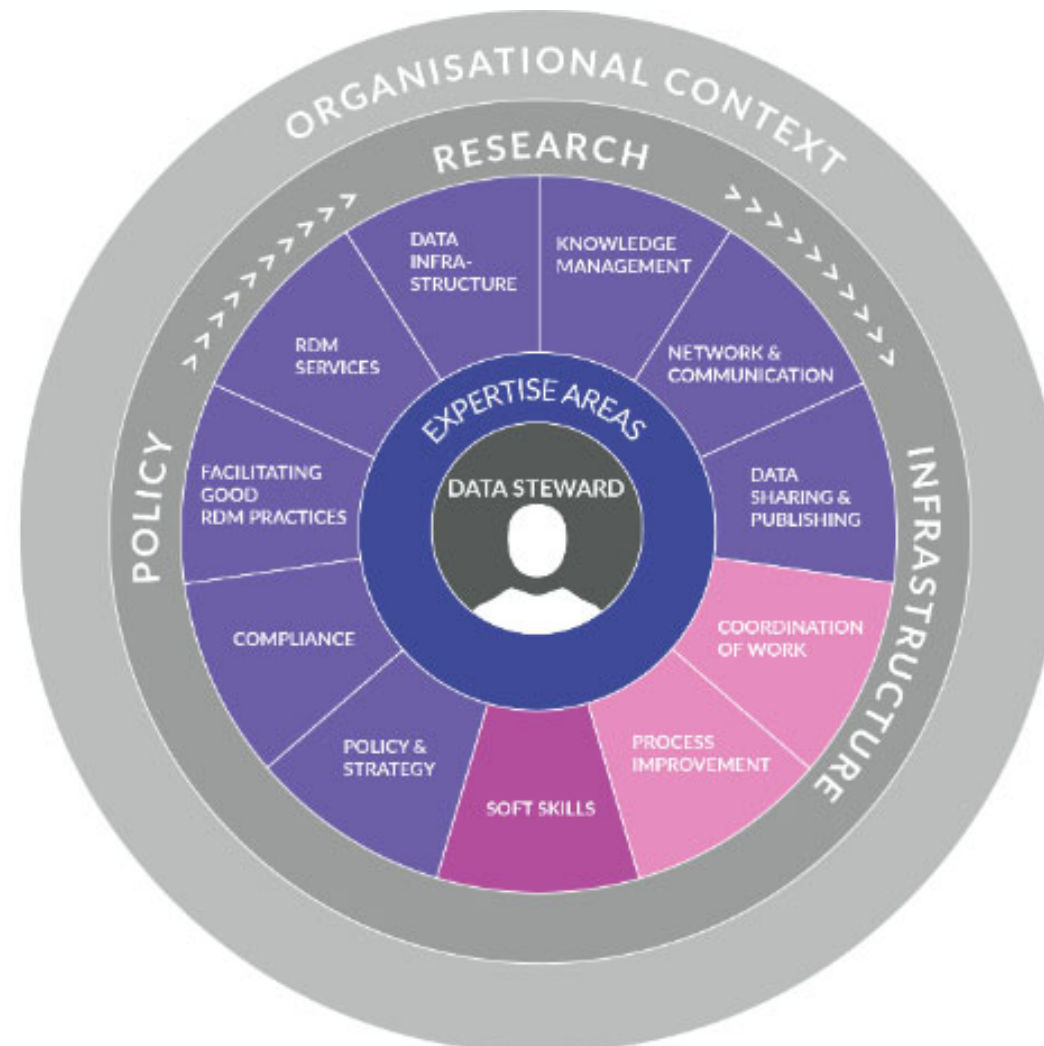 ORGANISATIONAL CONTEXT
RESEARCH
>>>>>>>>>>>
>>>>>>>>>>>
POLICY
INFRASTRUCTURE
DATA
INFRA-
STRUCTURE
KNOWLEDGE
MANAGEMENT
RDM
SERVICES
NETWORK &
COMMUNICATION
FACILITATING
GOOD
RDM PRACTICES
DATA
SHARING &
PUBLISHING
EXPERTISE AREAS
DATA STEWARD
COMPLIANCE
COORDINATION
OF WORK
POLICY &
STRATEGY
PROCESS
IMPROVEMENT
SOFT SKILLS